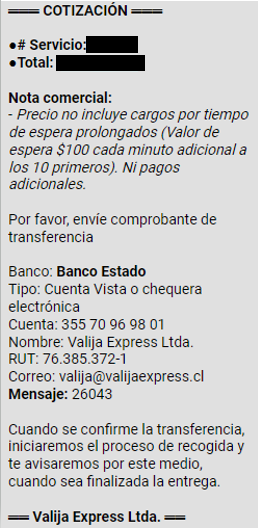 ═══ COTIZACIÓN ═══
●# Servicio:
●Total:
Nota comercial:
- Precio no incluye cargos por tiempo
de espera prolongados (Valor de
espera $100 cada minuto adicional a
los 10 primeros). Ni pagos
adicionales.
Por favor, envíe comprobante de
transferencia
Banco: Banco Estado
Tipo: Cuenta Vista o chequera
electrónica
Cuenta: 355 70 96 98 01
Nombre: Valija Express Ltda.
RUT: 76.385.372-1
Correo: valija@valijaexpress.cl
Mensaje: 26043
Cuando se confirme la transferencia,
iniciaremos el proceso de recogida y
te avisaremos por este medio,
cuando sea finalizada la entrega.
══ Valija Express Ltda. ══